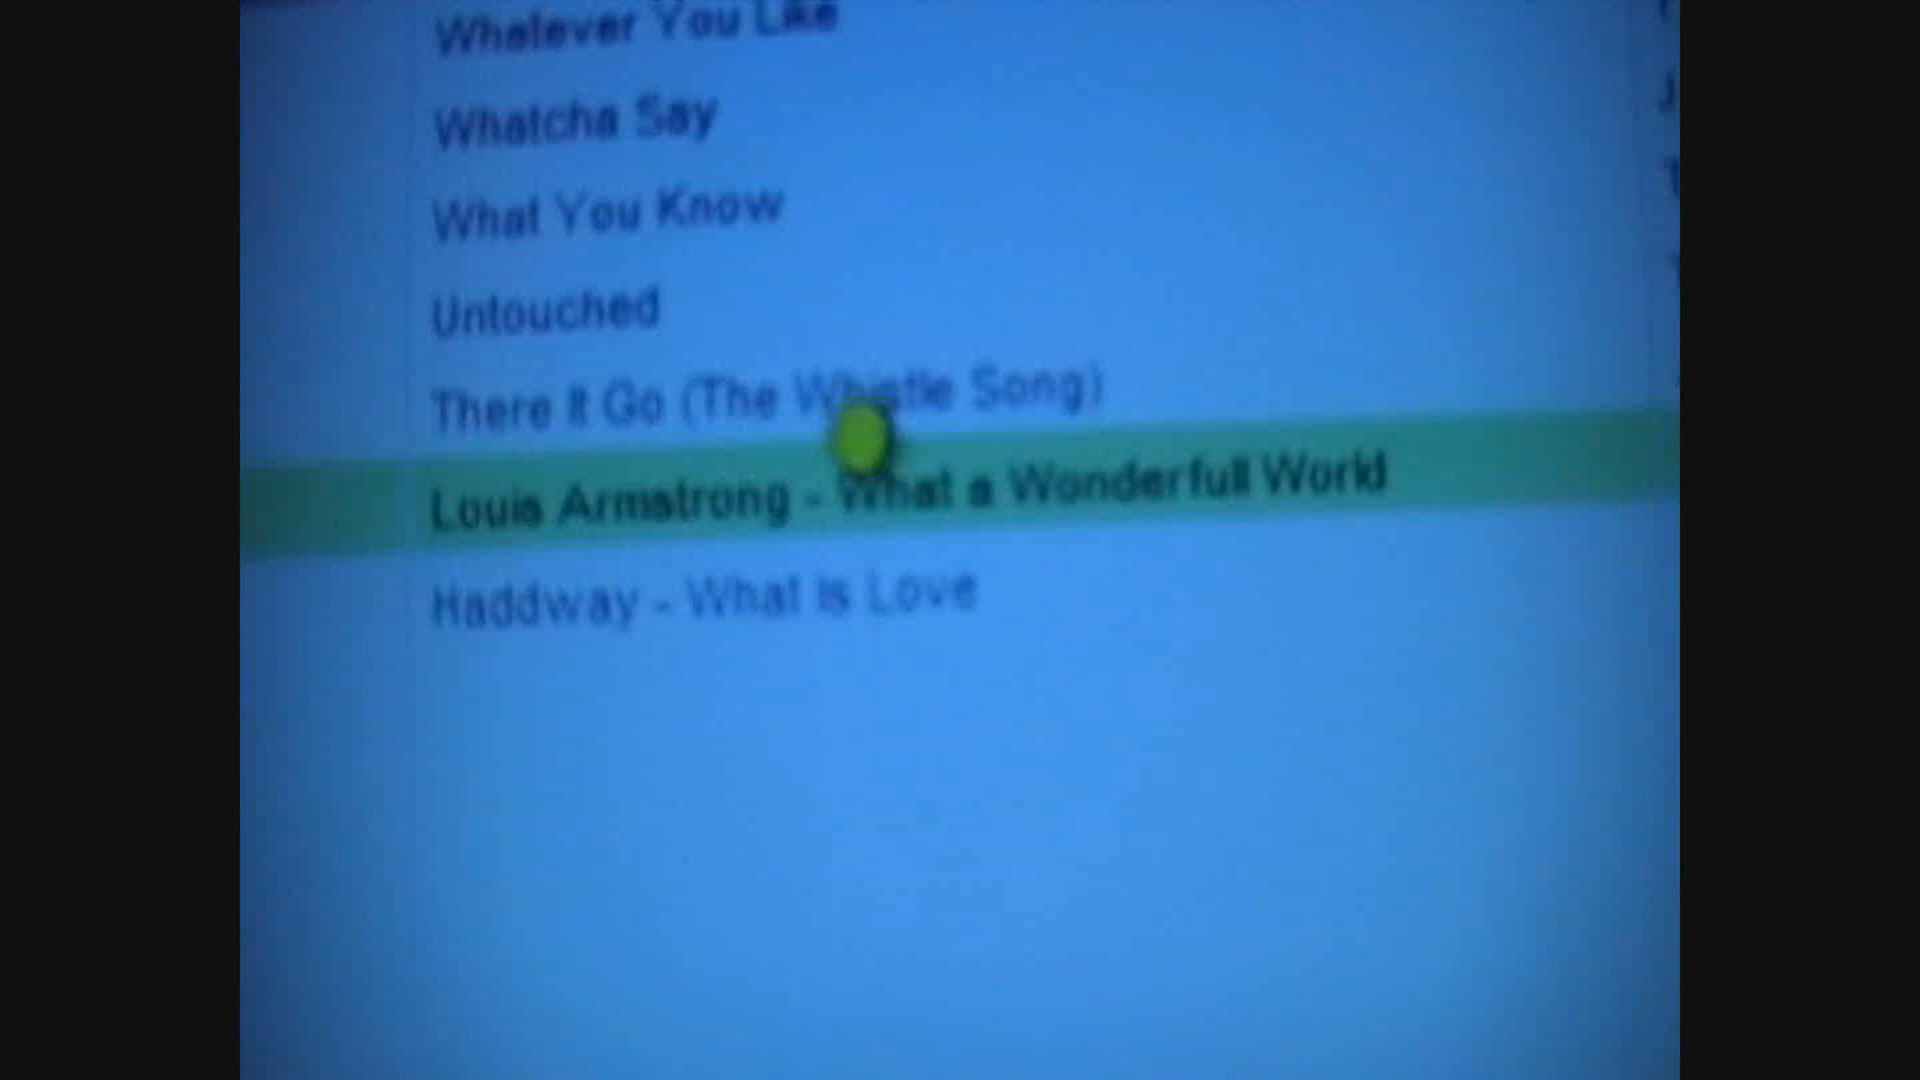 Whatever You Like
Whatcha Say
What You Know
Untouched
There It Go (The Whistle Song)
Louis Armstrong - What a Wonderfull World
Haddway - What Is Love